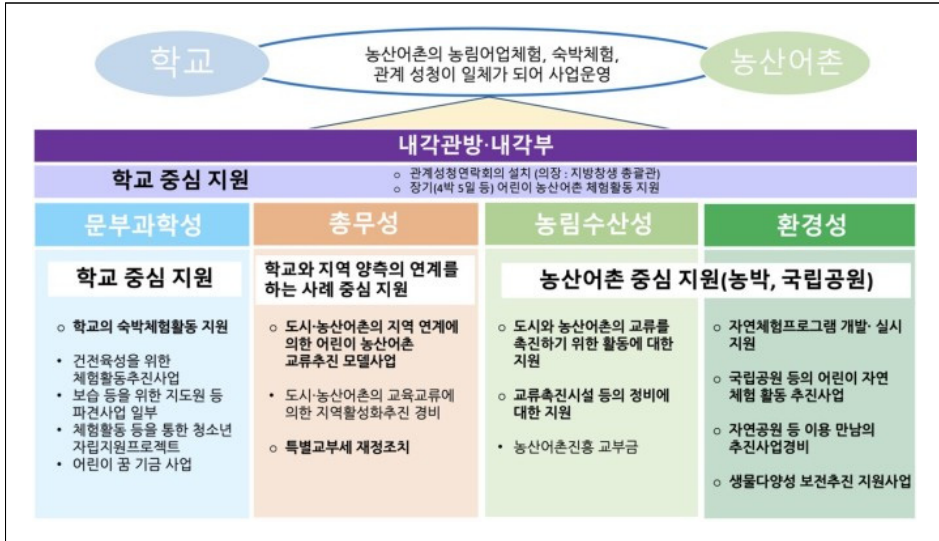 학교
농산어촌의 농림어업체험, 숙박체험,
관계 성청이 일체가 되어 사업운영
농산어촌
내각관방·내각부
학교 중심 지원
○ 관계성청연락회의 설치 (의장 : 지방창생 총괄관)
○ 장기(4박 5일 등) 어린이 농산어촌 체험활동 지원
문부과학성
학교 중심 지원
○ 학교의 숙박체험활동 지원
• 건전육성을 위한
체험활동추진사업
• 보습 등을 위한 지도원 등
파견사업 일부
• 체험활동 등을 통한 청소년
자립지원프로젝트
• 어린이 꿈 기금 사업
총무성
학교와 지역 양측의 연계를
하는 사례 중심 지원
○ 도시·농산어촌의 지역 연계에
의한 어린이 농산어촌
교류추진 모델사업
• 도시·농산어촌의 교육교류에
의한 지역활성화추진 경비
○ 특별교부세 재정조치
농림수산성
환경성
농산어촌 중심 지원(농박, 국립공원)
○ 도시와 농산어촌의 교류를
촉진하기 위한 활동에 대한
지원
○ 교류촉진시설 등의 정비에
대한 지원
• 농산어촌진흥 교부금
○ 자연체험프로그램 개발· 실시
지원
○ 국립공원 등의 어린이 자연
체험 활동 추진사업
○ 자연공원 등 이용 만남의
추진사업경비
○ 생물다양성 보전추진 지원사업